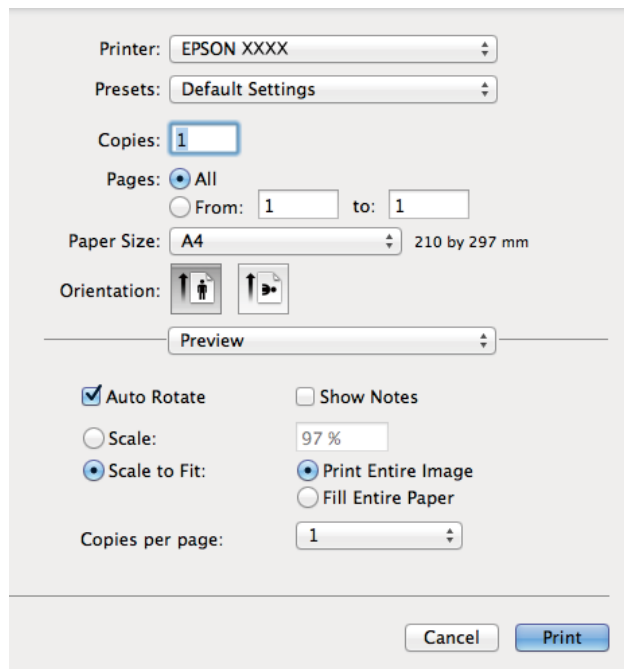 Printer: EPSON XXXX
Presets: Default Settings
Copies: 1
Pages: All
From: 1 to: 1
Paper Size: A4 210 by 297 mm
Orientation:
Preview
Auto Rotate Show Notes
Scale: 97 %
Scale to Fit: Print Entire Image
Fill Entire Paper
Copies per page: 1
Cancel Print